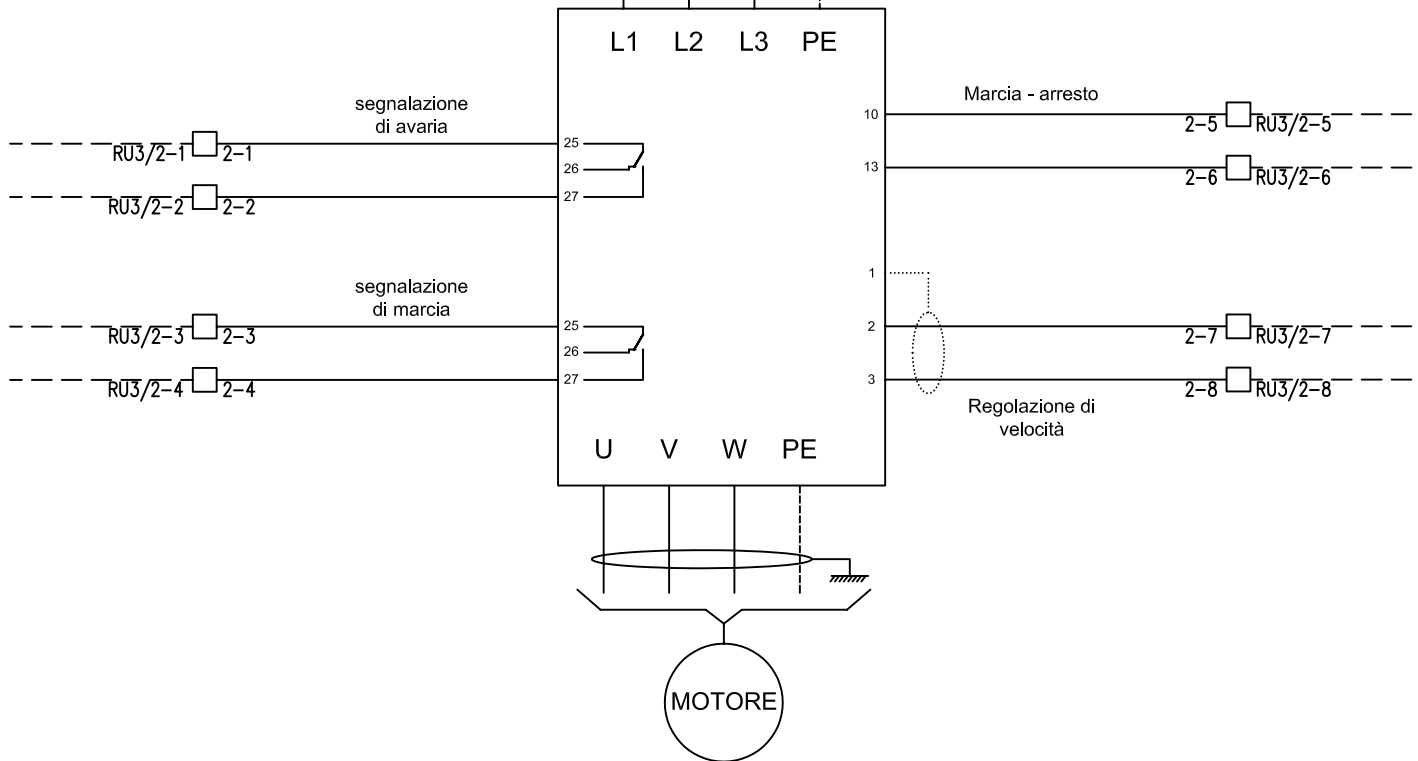 L1 L2 L3 PE
segnalazione
di avaria
RU3/2-1 2-1 25
26
RU3/2-2 2-2 27
segnalazione
di marcia
RU3/2-3 2-3 25
26
RU3/2-4 2-4 27
Marcia - arresto
10 2-5 RU3/2-5
13 2-6 RU3/2-6
1
2 2-7 RU3/2-7
3 2-8 RU3/2-8
Regolazione di
velocità
U V W PE
MOTORE